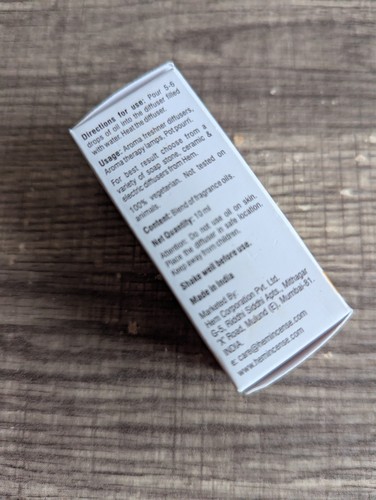 Directions for use: Pour 5-6
drops of oil into the diffuser filled
with water. Heat the diffuser.
Usage: Aroma freshner diffusers,
Aroma therapy lamps, Pot pourri.
For best result choose from a
variety of soap stone, ceramic &
electric diffusers from Hem.
100% vegetarian. Not tested on
animals.
Content: Blend of fragrance oils.
Net Quantity: 10 ml
Attention: Do not use oil on skin.
Place the diffuser in safe location.
Keep away from children.
Shake well before use.
Made in India
Marketed By:
Hem Corporation Pvt. Ltd.
G-5, Riddhi Siddhi Apts., Mithagar
'X' Road, Mulund (E), Mumbai-81.
INDIA.
e: care@hemincense.com
www.hemincense.com